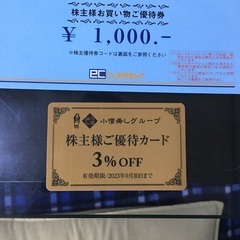 株主様お買い物ご優待券
¥ 1,000.-
※株主様優待券コードは裏面をご参照ください
EC CURRENT
小僧寿しグループ
株主様ご優待カード
3% OFF
有効期限/2023年9月30日まで